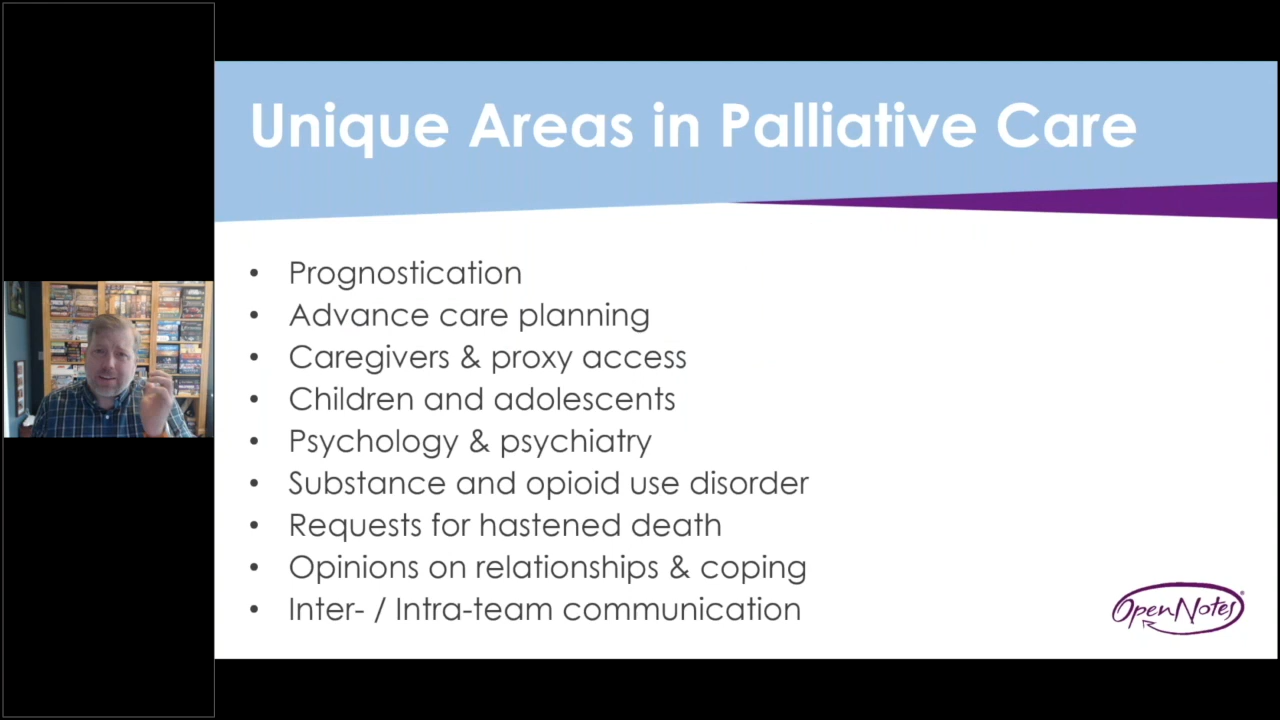 Unique Areas in Palliative Care
• Prognostication
• Advance care planning
• Caregivers & proxy access
• Children and adolescents
• Psychology & psychiatry
• Substance and opioid use disorder
• Requests for hastened death
• Opinions on relationships & coping
• Inter- / Intra-team communication
OpenNotes®